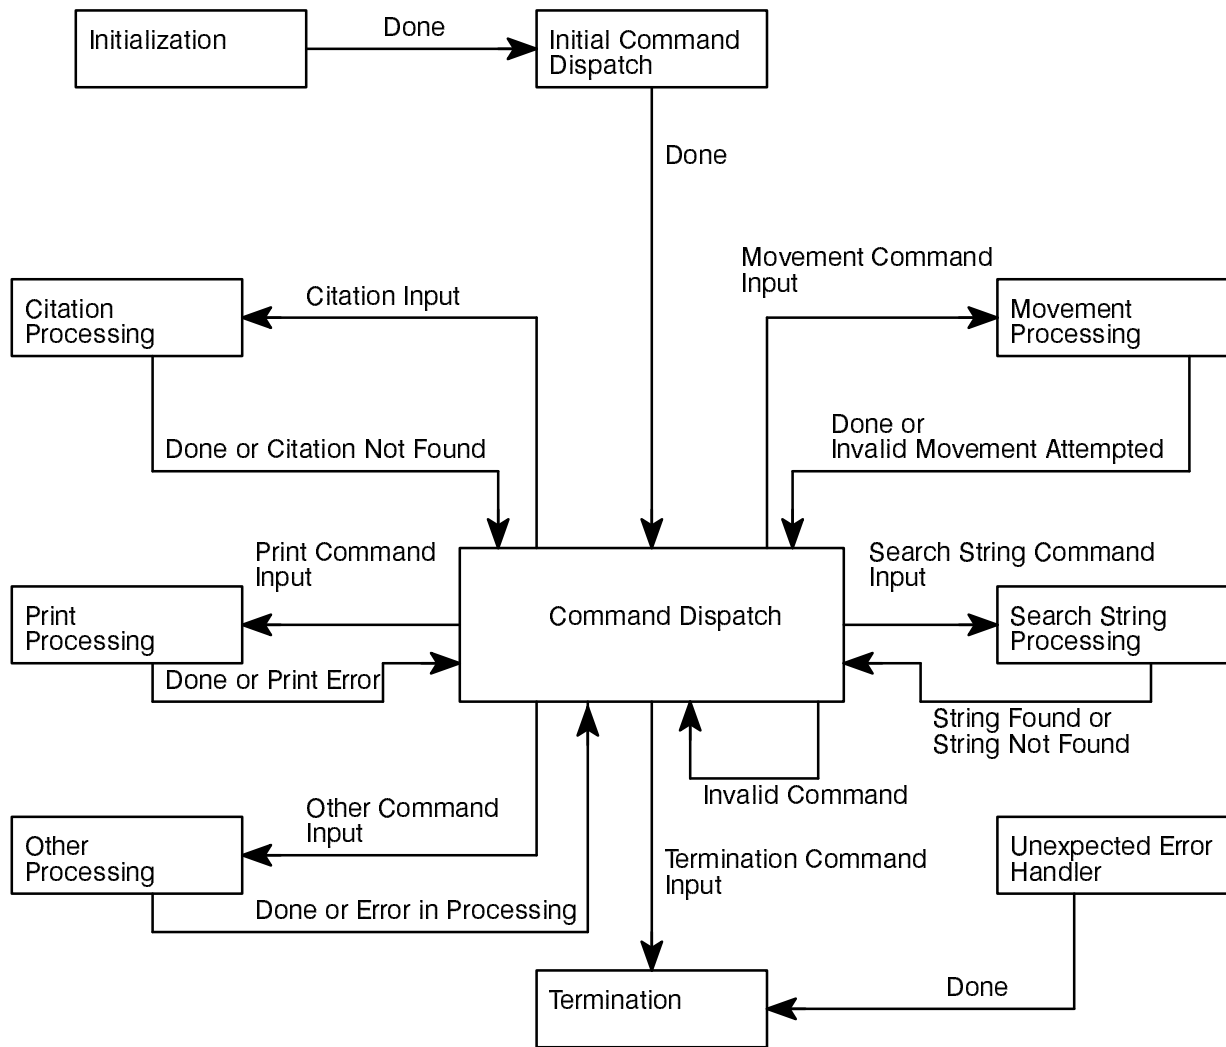 Initialization
Done
Initial Command
Dispatch
Done
Movement Command
Input
Citation
Processing
Citation Input
Movement
Processing
Done or Citation Not Found
Done or
Invalid Movement Attempted
Print Command
Input
Search String Command
Input
Print
Processing
Command Dispatch
Search String
Processing
Done or Print Error
String Found or
String Not Found
Invalid Command
Other Command
Input
Other
Processing
Termination Command
Input
Unexpected Error
Handler
Done or Error in Processing
Termination
Done